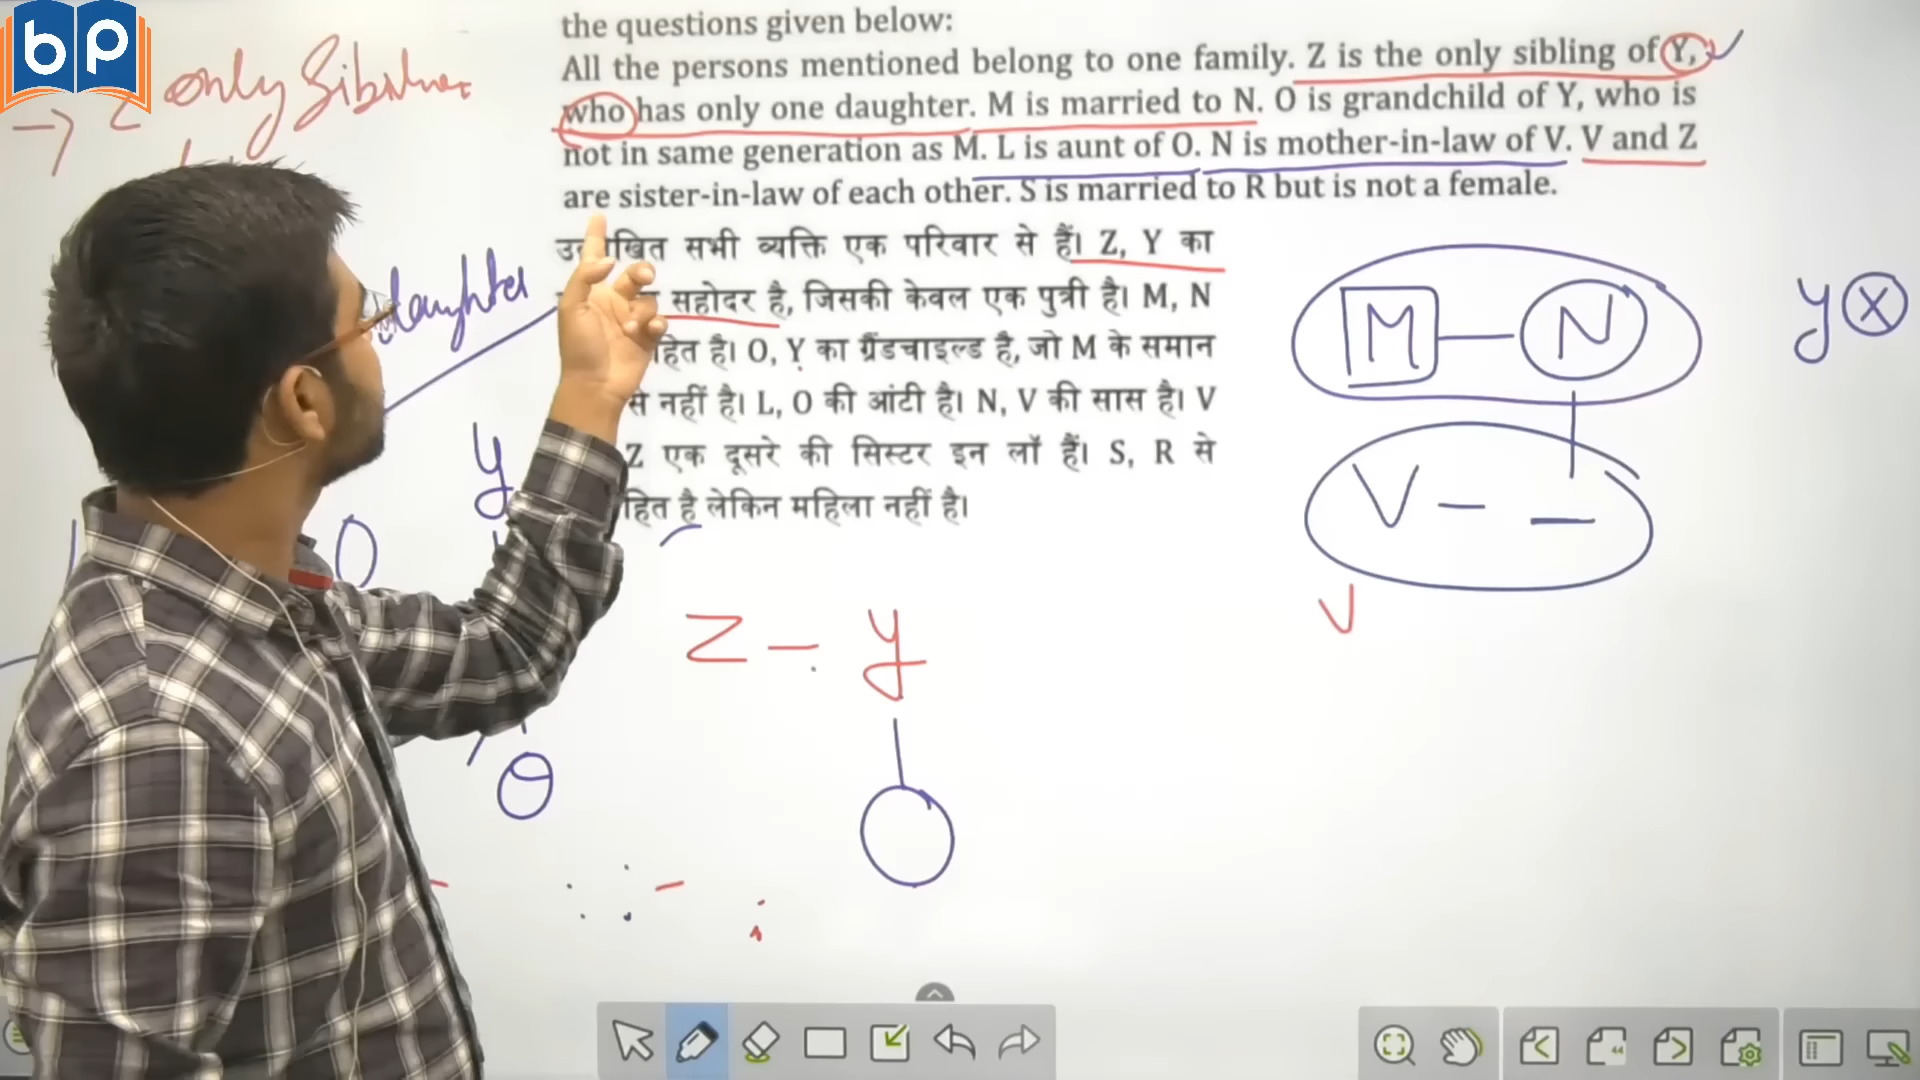 bp
only
the questions given below:
All the persons mentioned belong to one family. Z is the only sibling of Y,
who has only one daughter. M is married to N. O is grandchild of Y, who is
not in same generation as M. L is aunt of O. N is mother-in-law of V. V and Z
are sister-in-law of each other. S is married to R but is not a female.
सभी व्यक्ति एक परिवार से हैं। Z, Y का
सहोदर है, जिसकी केवल एक पुत्री है। M, N
है। O, Y का ग्रैंडचाइल्ड है, जो M के समान
से नहीं है। L, O की आंटी है। N, V की सास है। V
Z एक दूसरे की सिस्टर इन लॉ हैं। S, R से
है लेकिन महिला नहीं है।
daughter
M — N
y x
y
V — —
O
V
Z — y